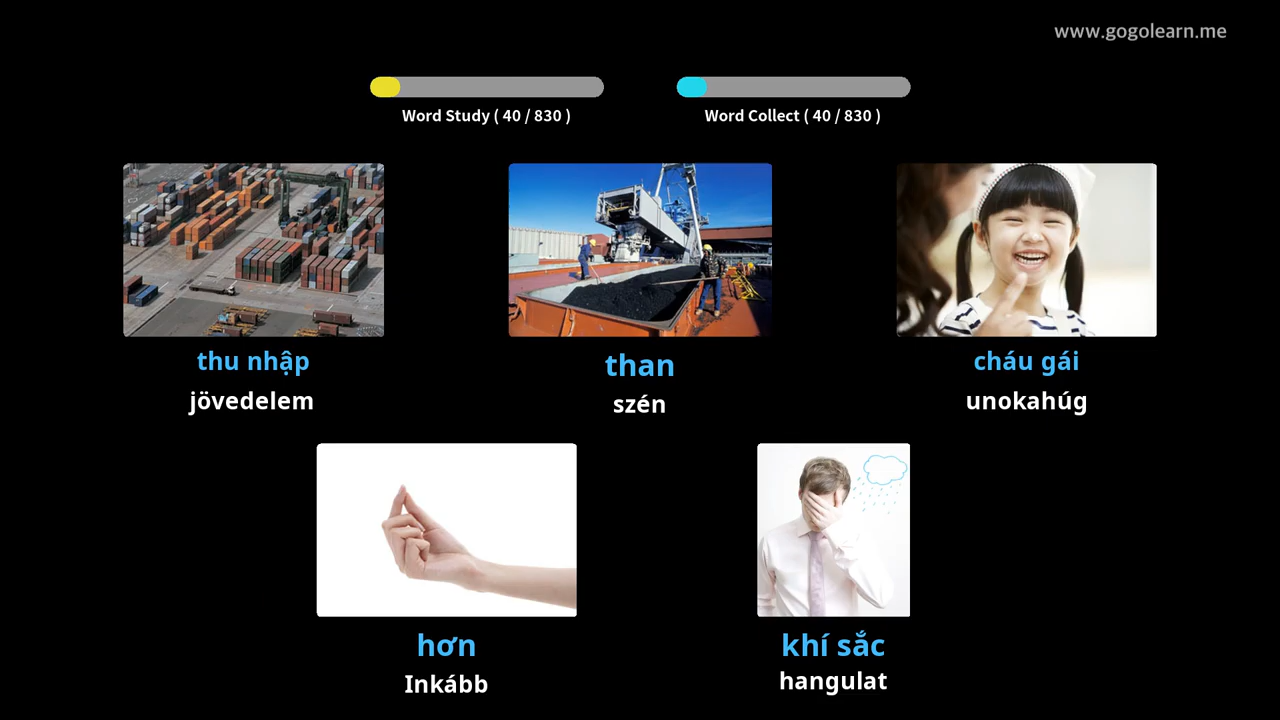 www.gogolearn.me
Word Study ( 40 / 830 )
Word Collect ( 40 / 830 )
thu nhập
jövedelem
than
szén
cháu gái
unokahúg
hơn
Inkább
khí sắc
hangulat